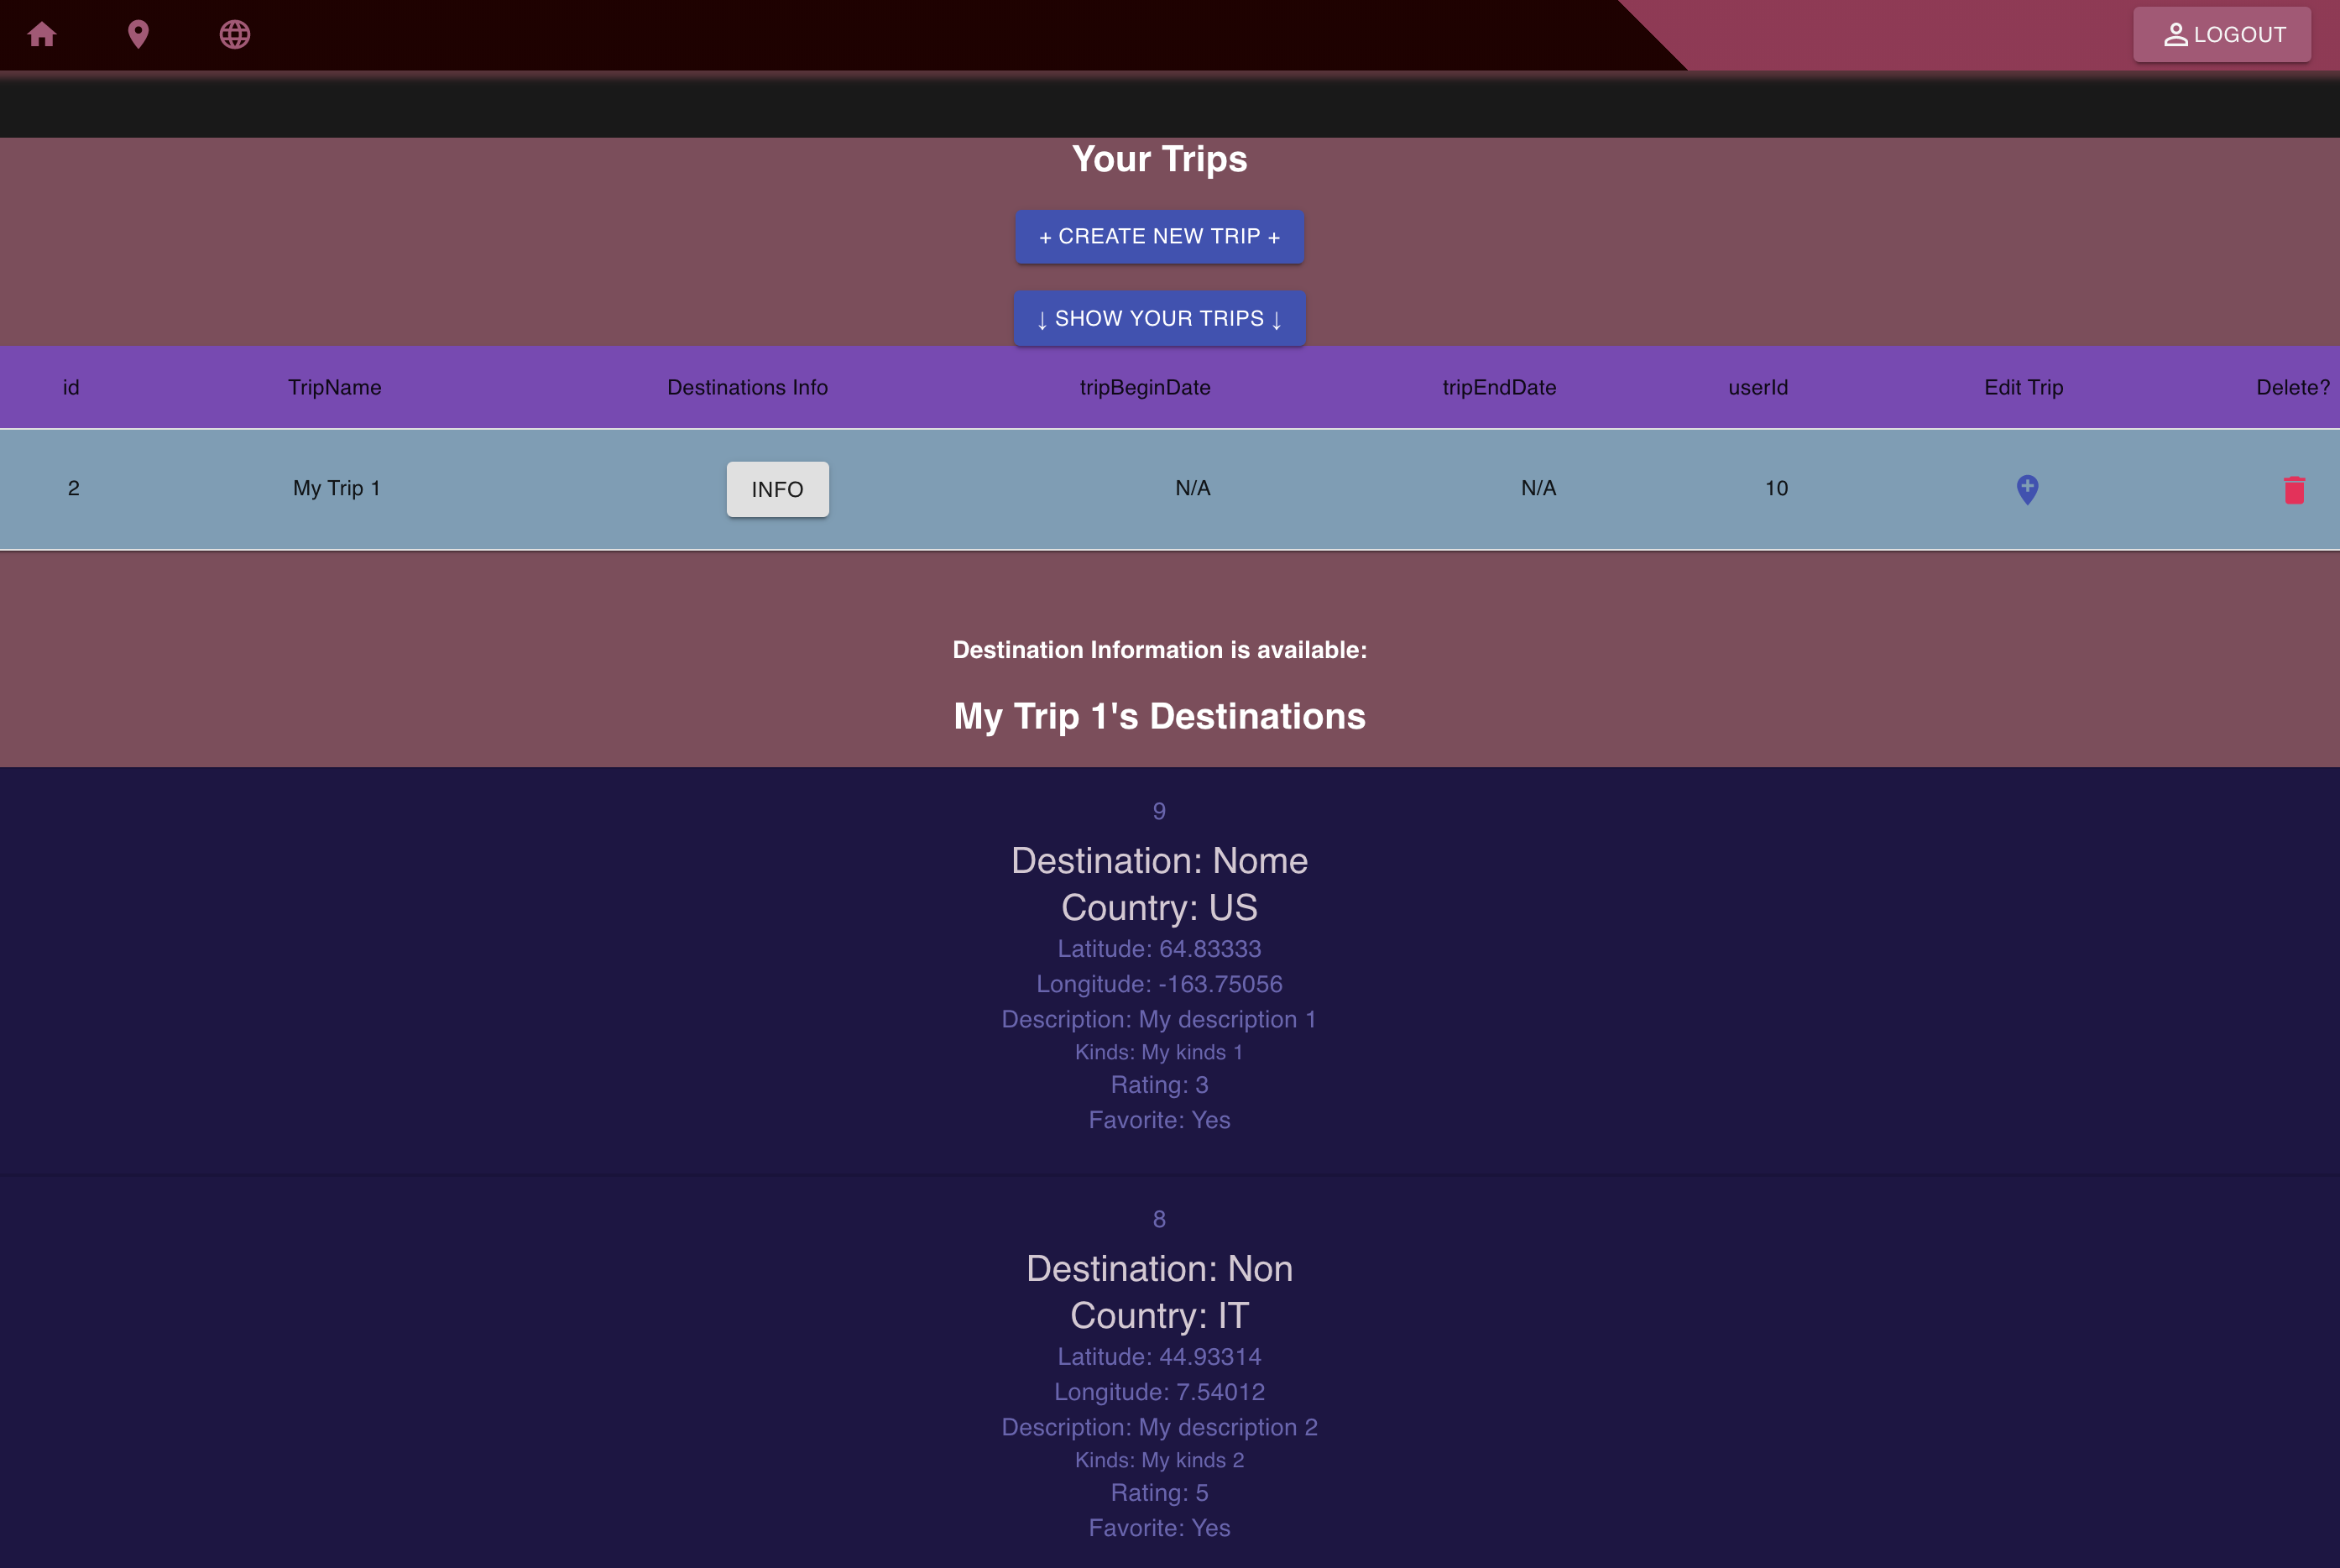 LOGOUT
Your Trips
+ CREATE NEW TRIP +
↓ SHOW YOUR TRIPS ↓
id TripName Destinations Info tripBeginDate tripEndDate userId Edit Trip Delete?
2 My Trip 1 INFO N/A N/A 10
Destination Information is available:
My Trip 1's Destinations
9
Destination: Nome
Country: US
Latitude: 64.83333
Longitude: -163.75056
Description: My description 1
Kinds: My kinds 1
Rating: 3
Favorite: Yes
8
Destination: Non
Country: IT
Latitude: 44.93314
Longitude: 7.54012
Description: My description 2
Kinds: My kinds 2
Rating: 5
Favorite: Yes